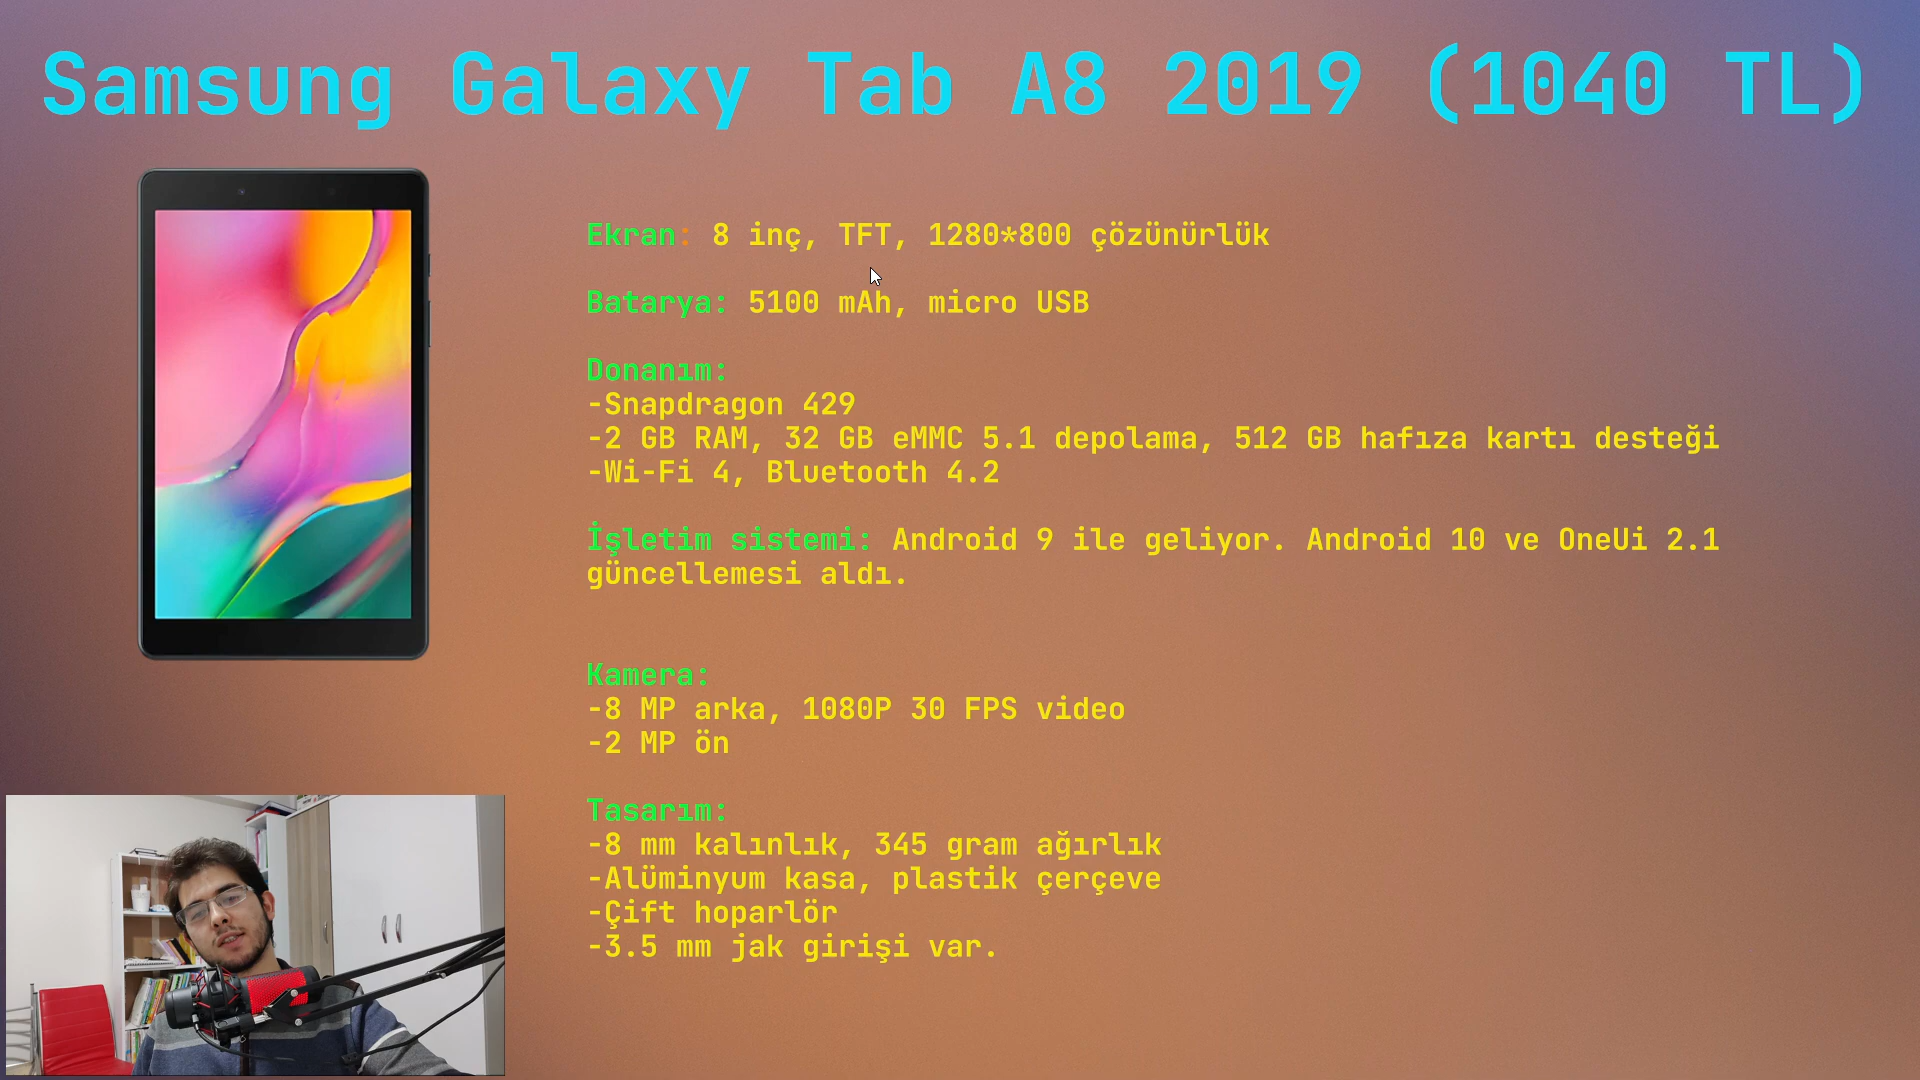 Samsung Galaxy Tab A8 2019 (1040 TL)
Ekran: 8 inç, TFT, 1280*800 çözünürlük
Batarya: 5100 mAh, micro USB
Donanım:
-Snapdragon 429
-2 GB RAM, 32 GB eMMC 5.1 depolama, 512 GB hafıza kartı desteği
-Wi-Fi 4, Bluetooth 4.2
İşletim sistemi: Android 9 ile geliyor. Android 10 ve OneUi 2.1
güncellemesi aldı.
Kamera:
-8 MP arka, 1080P 30 FPS video
-2 MP ön
Tasarım:
-8 mm kalınlık, 345 gram ağırlık
-Alüminyum kasa, plastik çerçeve
-Çift hoparlör
-3.5 mm jak girişi var.